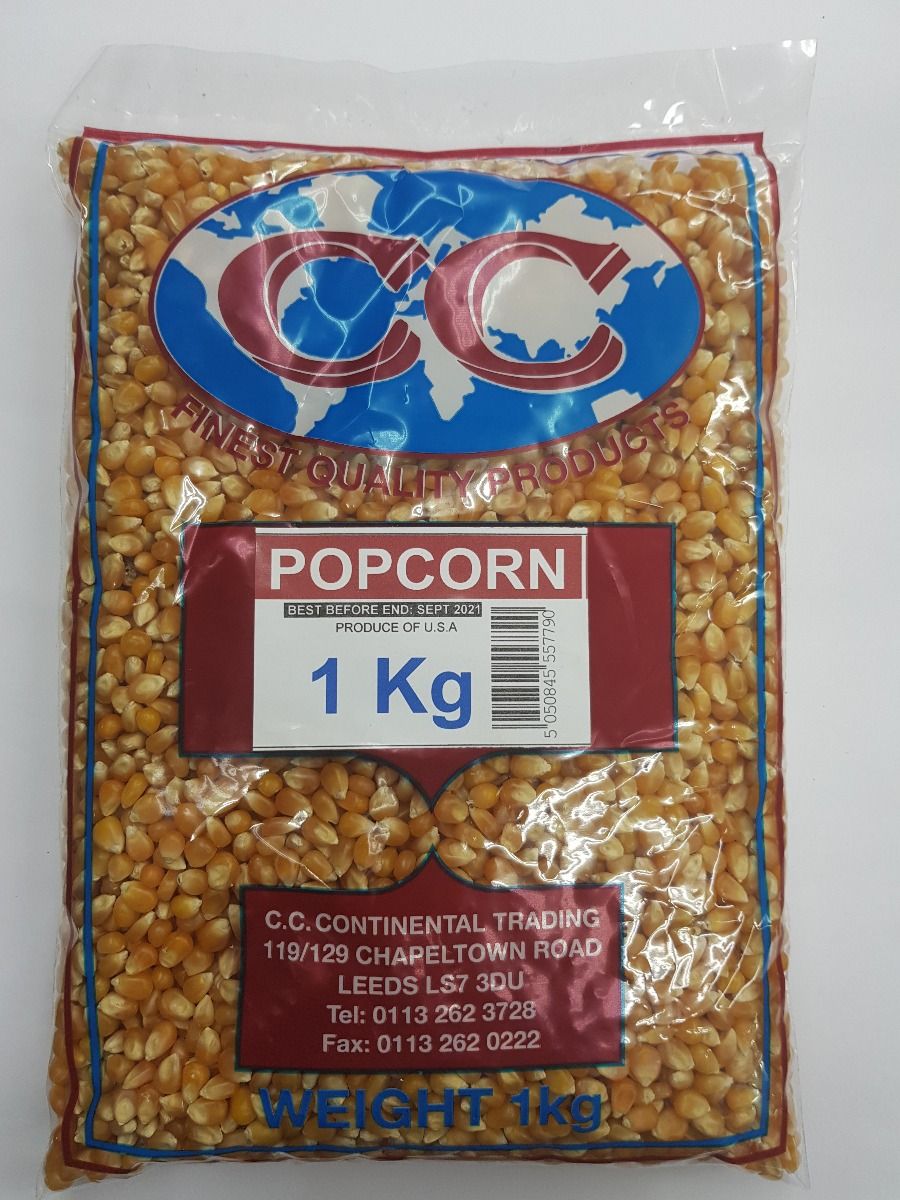 CC
FINEST QUALITY PRODUCTS
POPCORN
BEST BEFORE END: SEPT 2021
PRODUCE OF U.S.A
1 Kg
5 050845 557790
C.C. CONTINENTAL TRADING
119/129 CHAPELTOWN ROAD
LEEDS LS7 3DU
Tel: 0113 262 3728
Fax: 0113 262 0222
WEIGHT 1kg